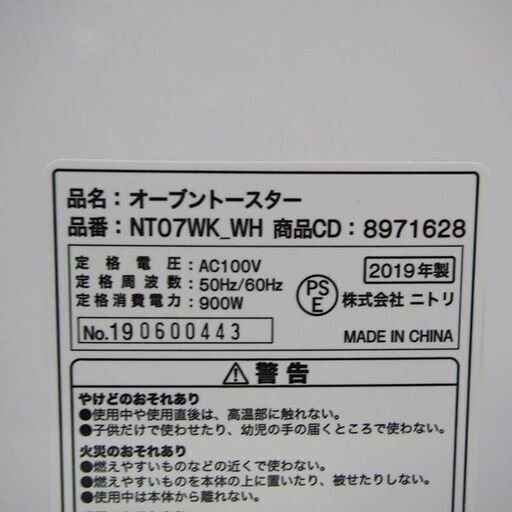 品名：オーブントースター
品番：NT07WK_WH 商品CD：8971628
定格電圧：AC100V
定格周波数：50Hz/60Hz
定格消費電力：900W
PSE
2019年製
株式会社 ニトリ
No.190600443
MADE IN CHINA
⚠警告
やけどのおそれあり
●使用中や使用直後は、高温部に触れない。
●子供だけで使わせたり、幼児の手の届くところで使わない。
火災のおそれあり
●燃えやすいものなどの近くで使わない。
●燃えやすいものを本体の上に置いたり、被せたりしない。
●使用中は本体から離れない。